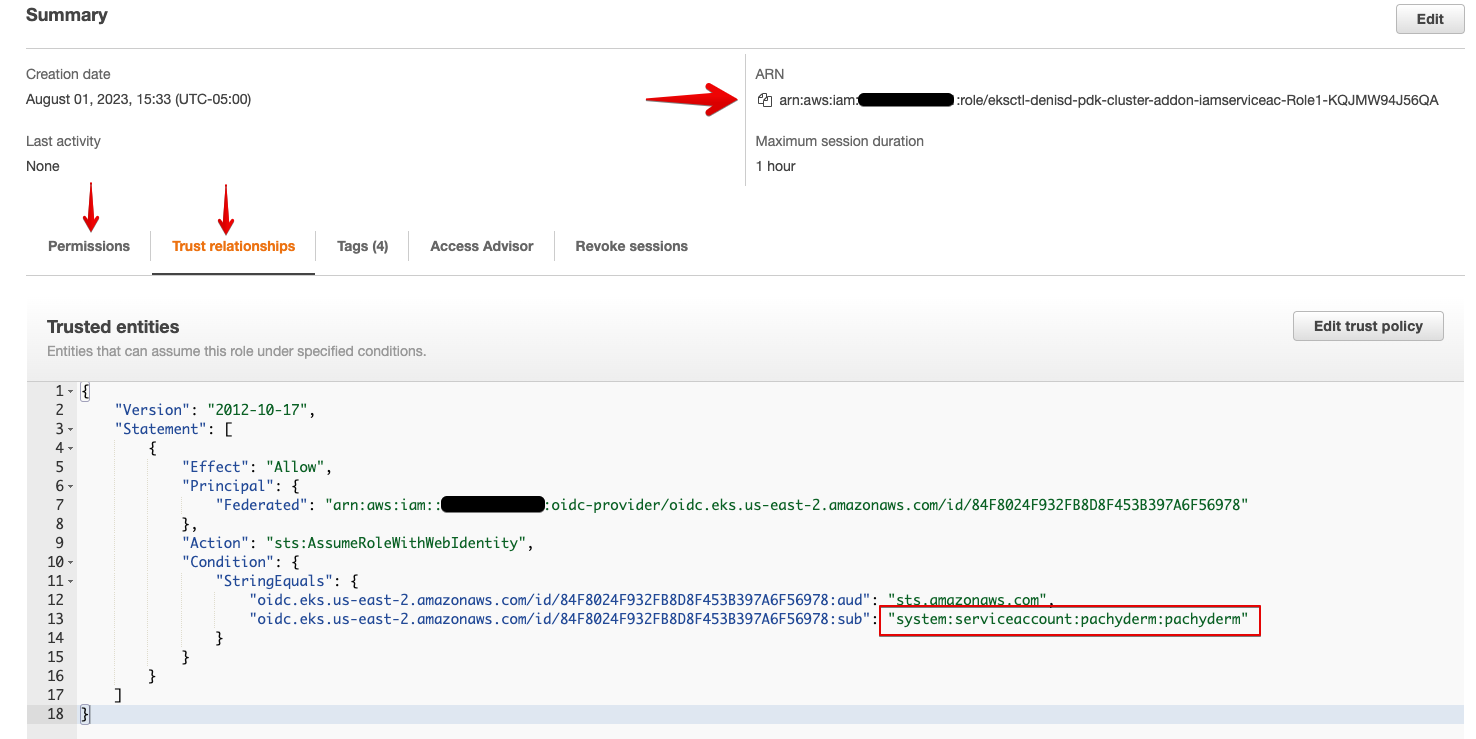 Summary
Edit
Creation date
August 01, 2023, 15:33 (UTC-05:00)
ARN
arn:aws:iam: :role/eksctl-denisd-pdk-cluster-addon-iamserviceac-Role1-KQJMW94J56QA
Last activity
None
Maximum session duration
1 hour
Permissions
Trust relationships
Tags (4)
Access Advisor
Revoke sessions
Trusted entities
Entities that can assume this role under specified conditions.
Edit trust policy
1 {
2 "Version": "2012-10-17",
3 "Statement": [
4 {
5 "Effect": "Allow",
6 "Principal": {
7 "Federated": "arn:aws:iam:: :oidc-provider/oidc.eks.us-east-2.amazonaws.com/id/84F8024F932FB8D8F453B397A6F56978"
8 },
9 "Action": "sts:AssumeRoleWithWebIdentity",
10 "Condition": {
11 "StringEquals": {
12 "oidc.eks.us-east-2.amazonaws.com/id/84F8024F932FB8D8F453B397A6F56978:aud": "sts.amazonaws.com",
13 "oidc.eks.us-east-2.amazonaws.com/id/84F8024F932FB8D8F453B397A6F56978:sub": "system:serviceaccount:pachyderm:pachyderm"
14 }
15 }
16 }
17 ]
18 }